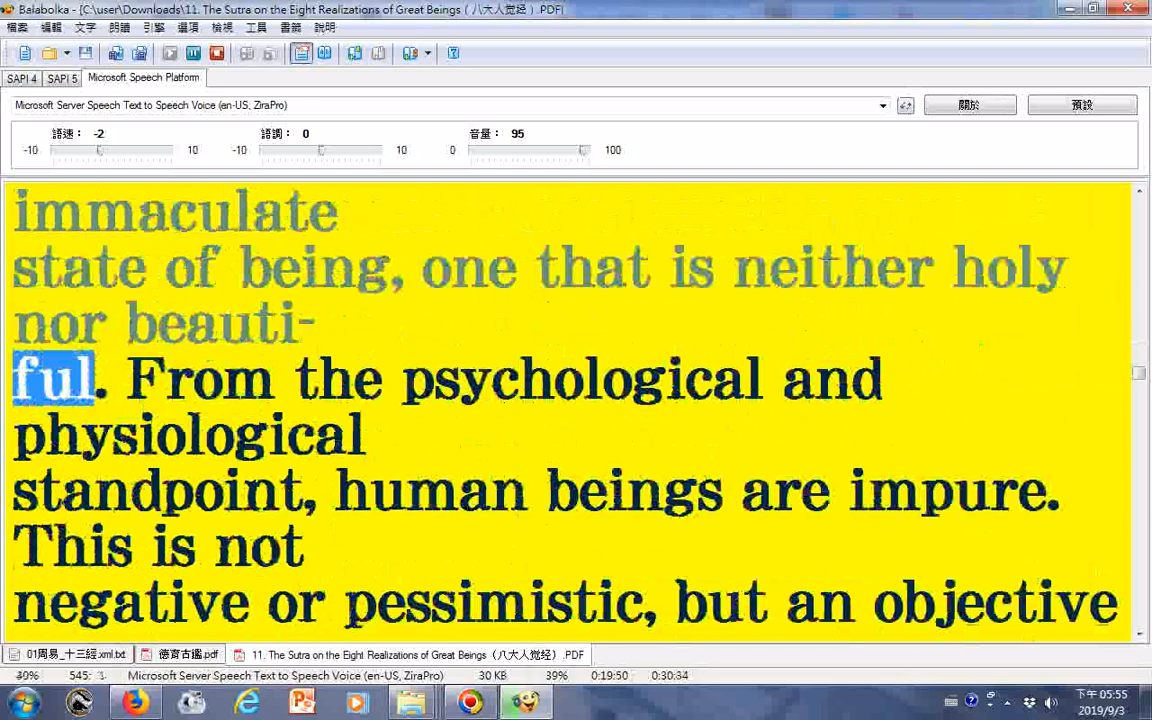 Balabolka - [C:\user\Downloads\11. The Sutra on the Eight Realizations of Great Beings（八大人觉经）.PDF]
檔案 編輯 文字 朗讀 引擎 選項 檢視 工具 書籤 說明
SAPI 4 SAPI 5 Microsoft Speech Platform
Microsoft Server Speech Text to Speech Voice (en-US, ZiraPro) 關於 預設
語速： -2 語調： 0 音量： 95
-10 10 -10 10 0 100
immaculate
state of being, one that is neither holy
nor beauti-
ful. From the psychological and
physiological
standpoint, human beings are impure.
This is not
negative or pessimistic, but an objective
01周易_十三經.xml.txt 德育古鑑.pdf 11. The Sutra on the Eight Realizations of Great Beings（八大人觉经）.PDF
39% 545: 1 Microsoft Server Speech Text to Speech Voice (en-US, ZiraPro) 30 KB 39% 0:19:50 0:30:34
下午 05:55
2019/9/3